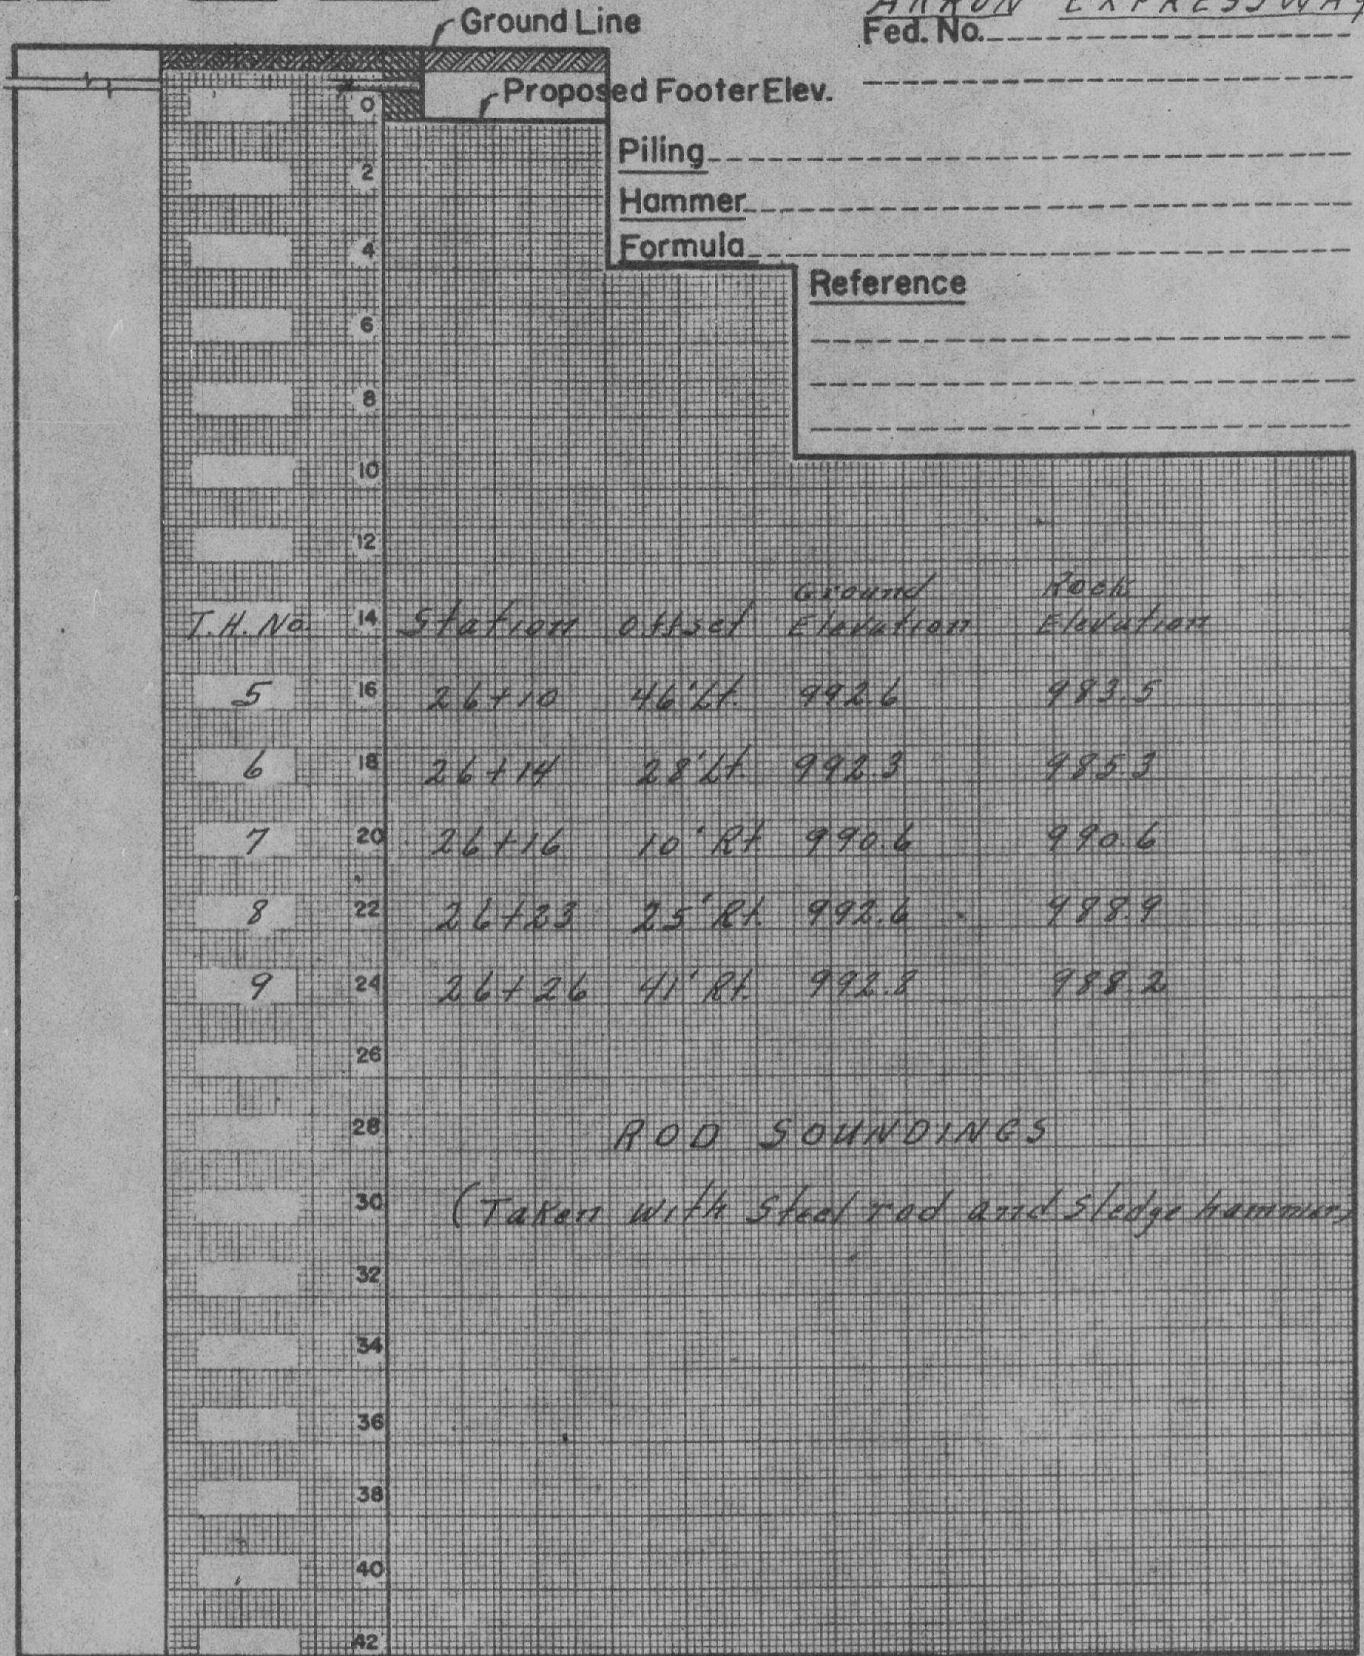 AKRON EXPRESSWAY
Ground Line
Fed. No.
Proposed Footer Elev.
Piling
Hammer
Formula
Reference
0
2
4
6
8
10
12
Ground Rock
T.H. No. 14 Station Offset Elevation Elevation
5 16 26+10 46' Lt. 992.6 983.5
6 18 26+14 28' Lt. 992.3 985.3
7 20 26+16 10' Rt. 990.6 990.6
8 22 26+23 25' Rt. 992.6 988.9
9 24 26+26 41' Rt. 992.8 988.2
26
28 ROD SOUNDINGS
30 (Taken with Steel rod and Sledge hammer)
32
34
36
38
40
42